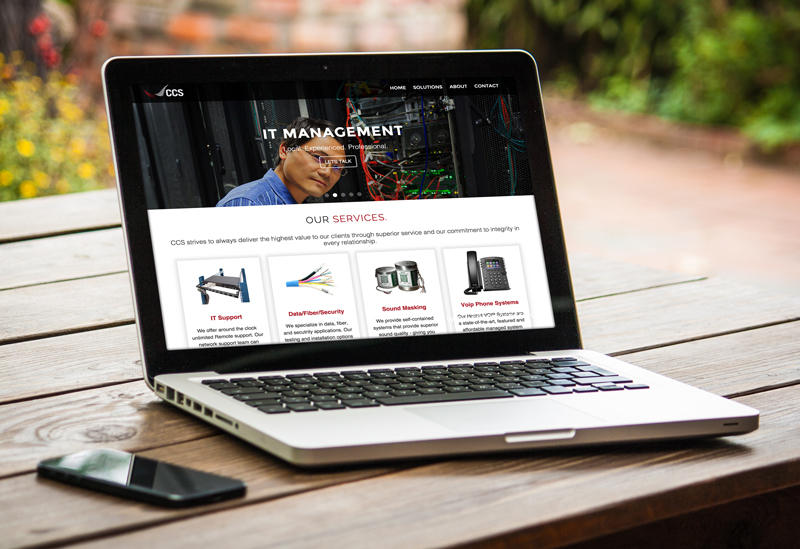 CCS
HOME SOLUTIONS ABOUT CONTACT
IT MANAGEMENT
Local. Experienced. Professional.
LET'S TALK
OUR SERVICES.
CCS strives to always deliver the highest value to our clients through superior service and our commitment to integrity in
every relationship.
IT Support
We offer around the clock
unlimited Remote support. Our
network support team can
Data/Fiber/Security
We specialize in data, fiber,
and security applications. Our
testing and installation options
Sound Masking
We provide self-contained
systems that provide superior
sound quality - giving you
Voip Phone Systems
Our Hosted VOIP Systems are
a state-of-the-art, featured and
affordable managed system